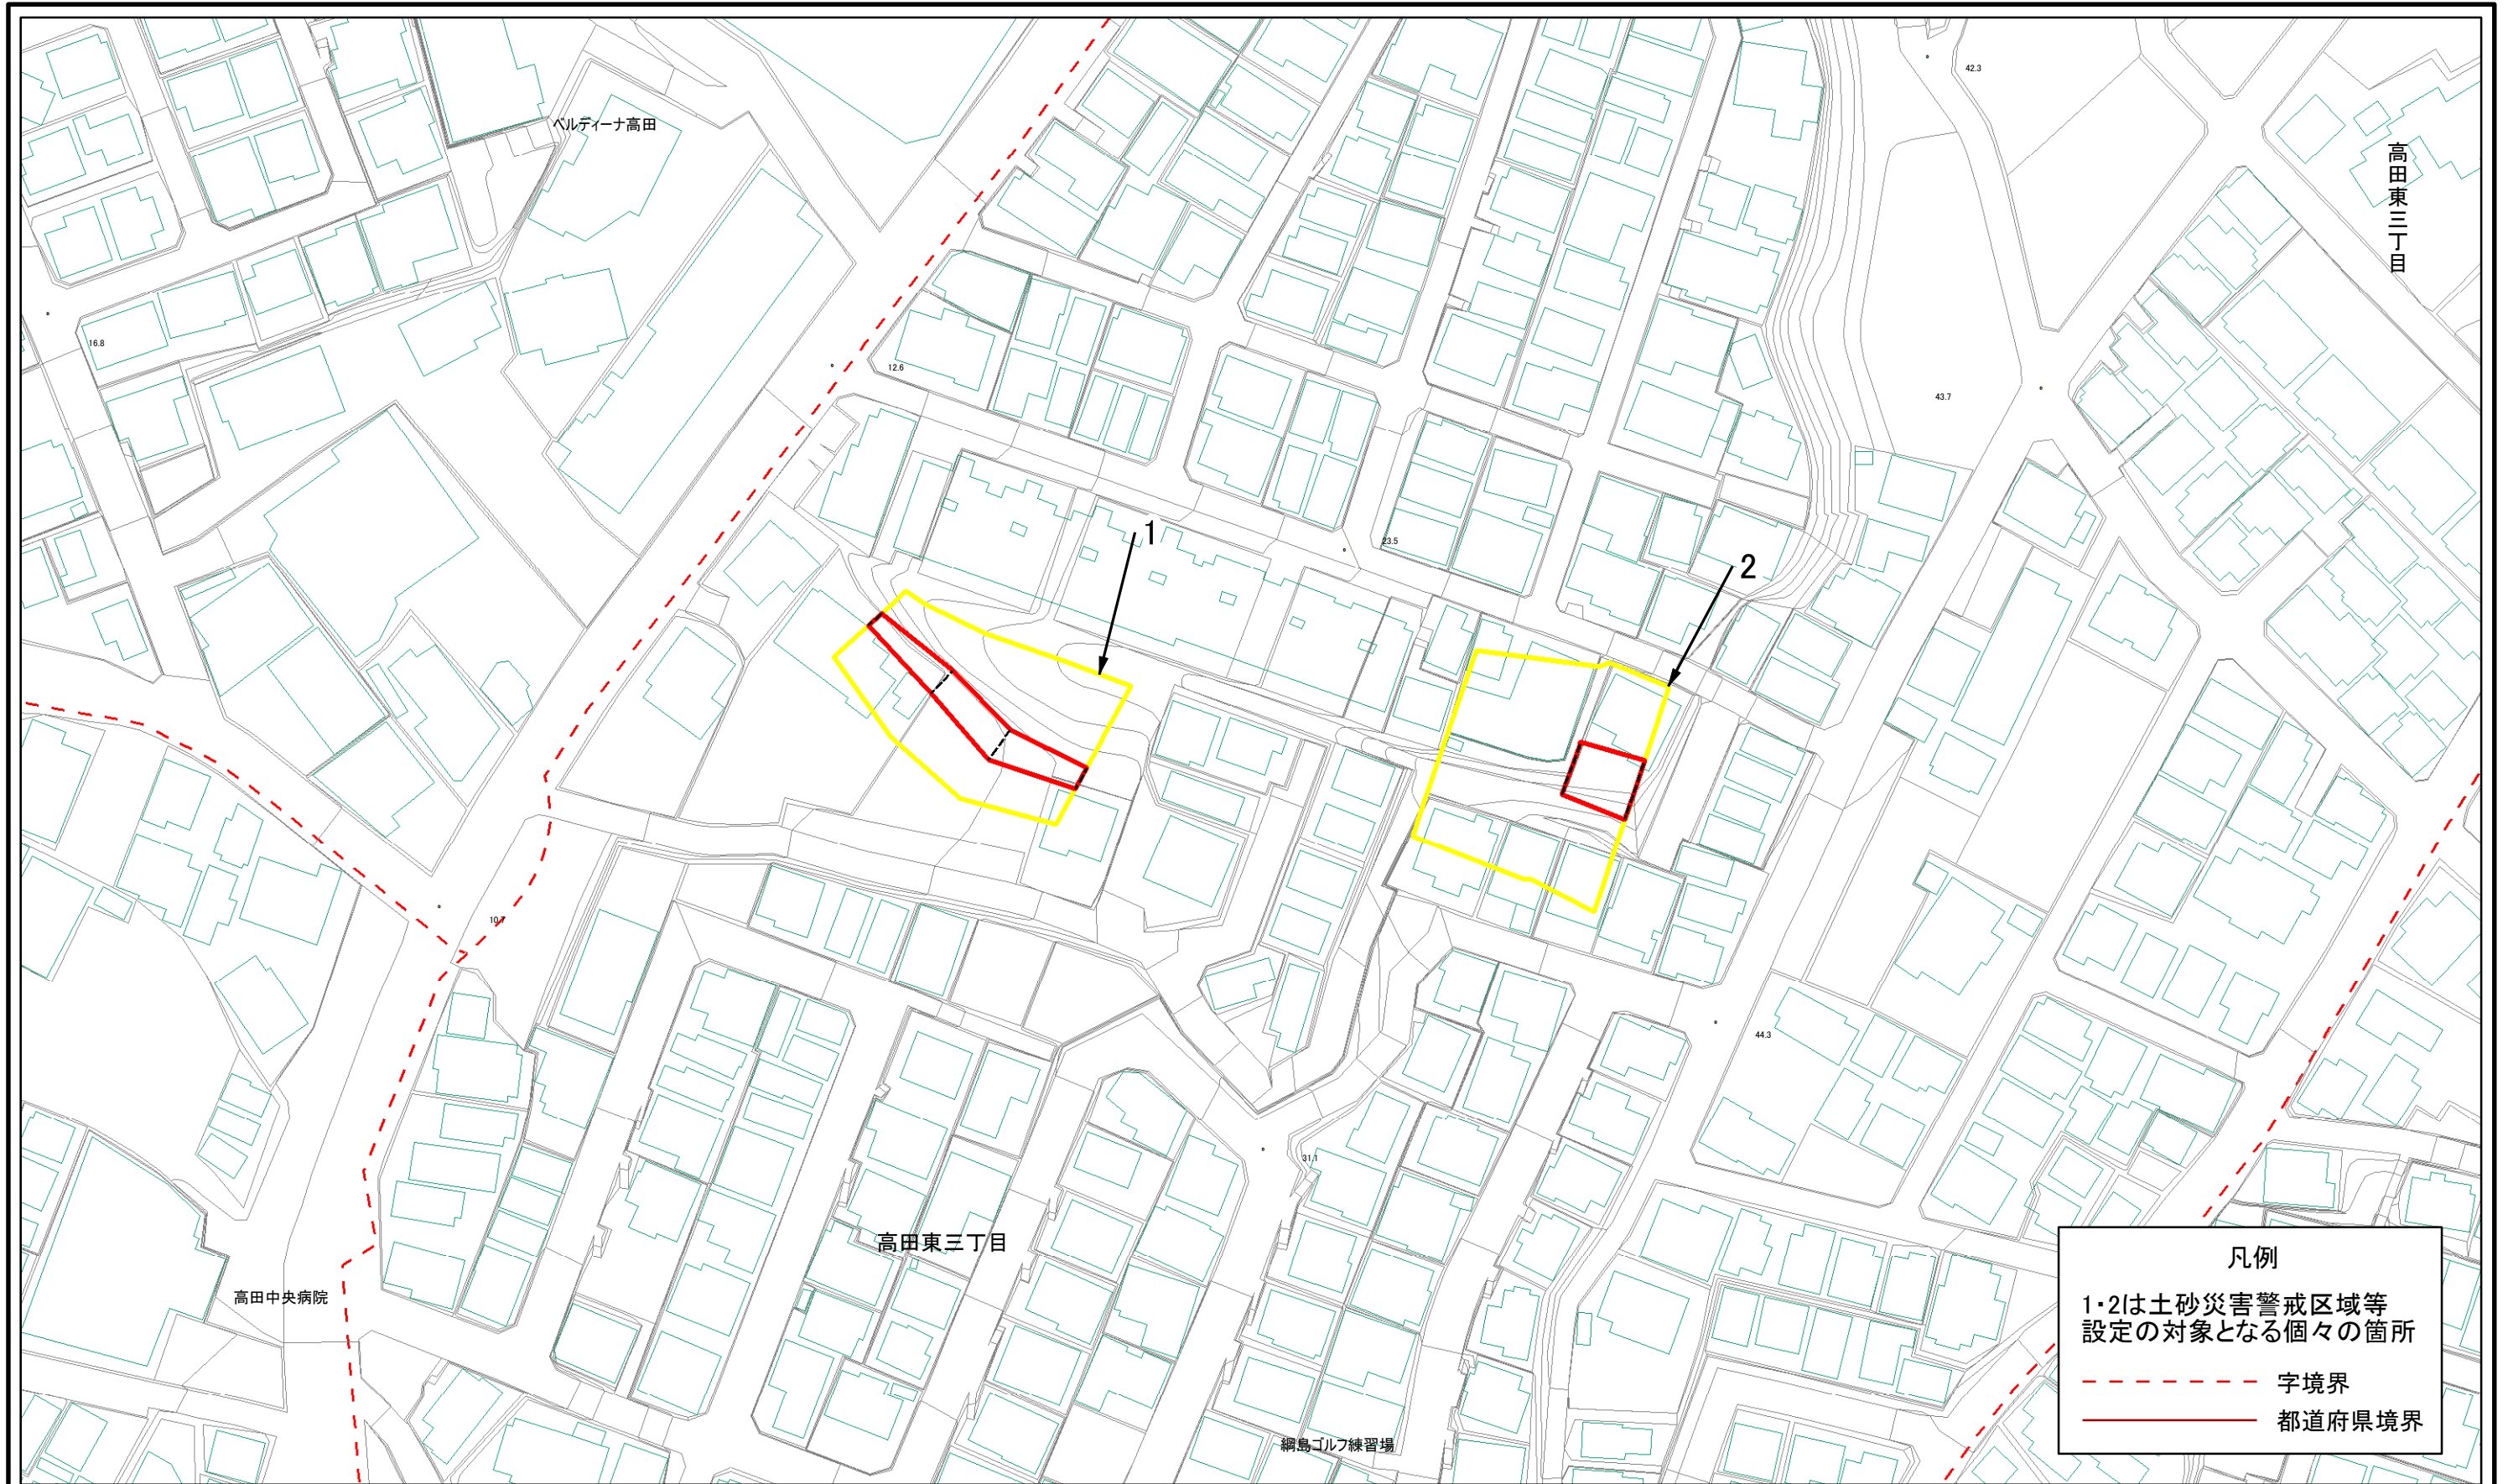 42.3
ベルディーナ高田
高田東三丁目
16.8
12.6
43.7
1
23.5
2
10.7
44.3
31.1
高田東三丁目
高田中央病院
綱島ゴルフ練習場
凡例
1・2は土砂災害警戒区域等
設定の対象となる個々の箇所
字境界
都道府県境界